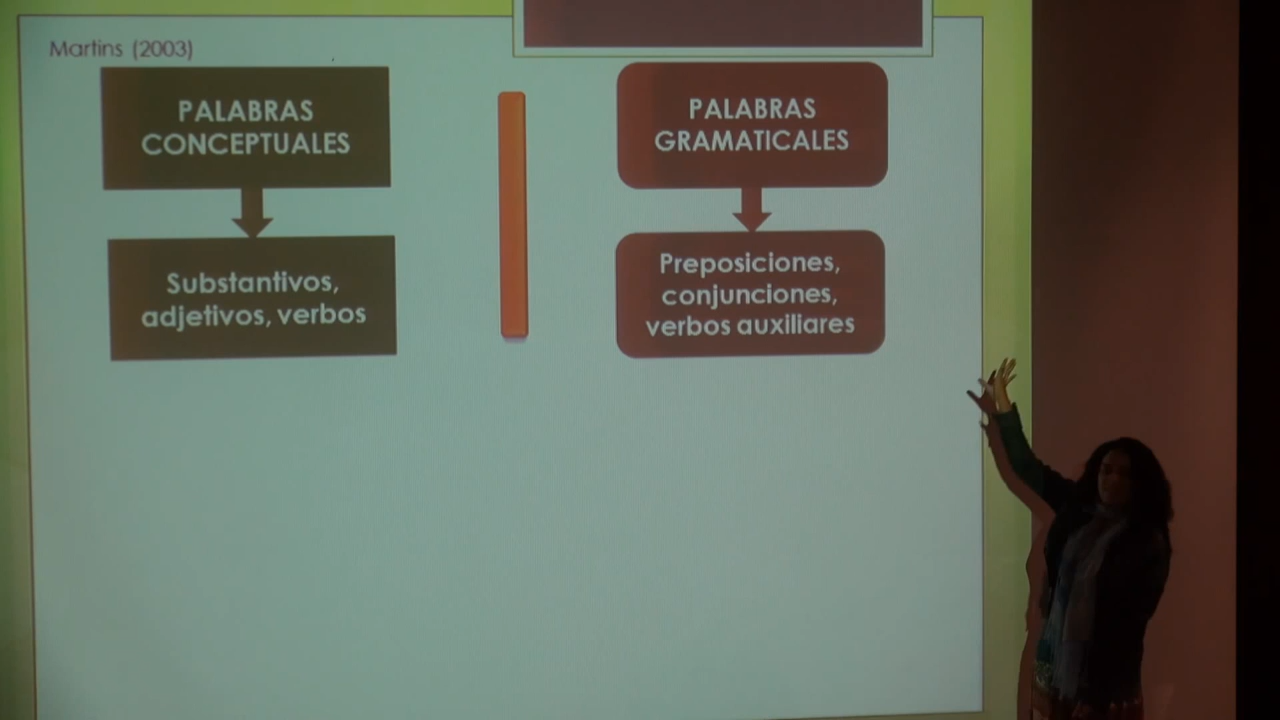 Martins (2003)
PALABRAS
CONCEPTUALES
Substantivos,
adjetivos, verbos
PALABRAS
GRAMATICALES
Preposiciones,
conjunciones,
verbos auxiliares